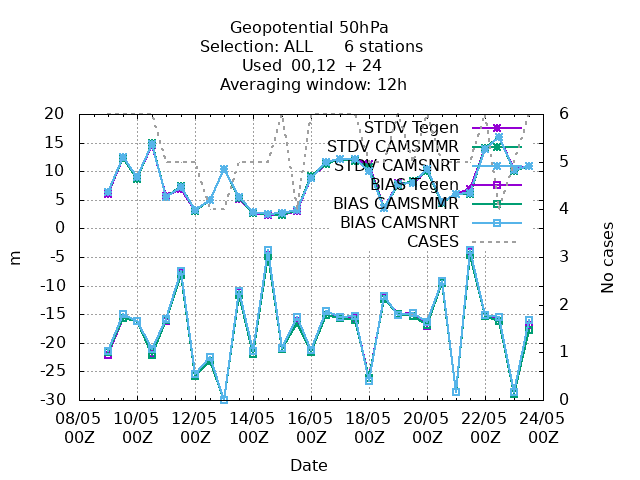 Geopotential 50hPa
Selection: ALL 6 stations
Used 00,12 + 24
Averaging window: 12h
20
15
10
5
0
-5
-10
-15
-20
-25
-30
m
6
5
4
3
2
1
0
No cases
STDV Tegen
STDV CAMSMMR
STDV CAMSNRT
BIAS Tegen
BIAS CAMSMMR
BIAS CAMSNRT
CASES
08/05 10/05 12/05 14/05 16/05 18/05 20/05 22/05 24/05
00Z 00Z 00Z 00Z 00Z 00Z 00Z 00Z 00Z
Date